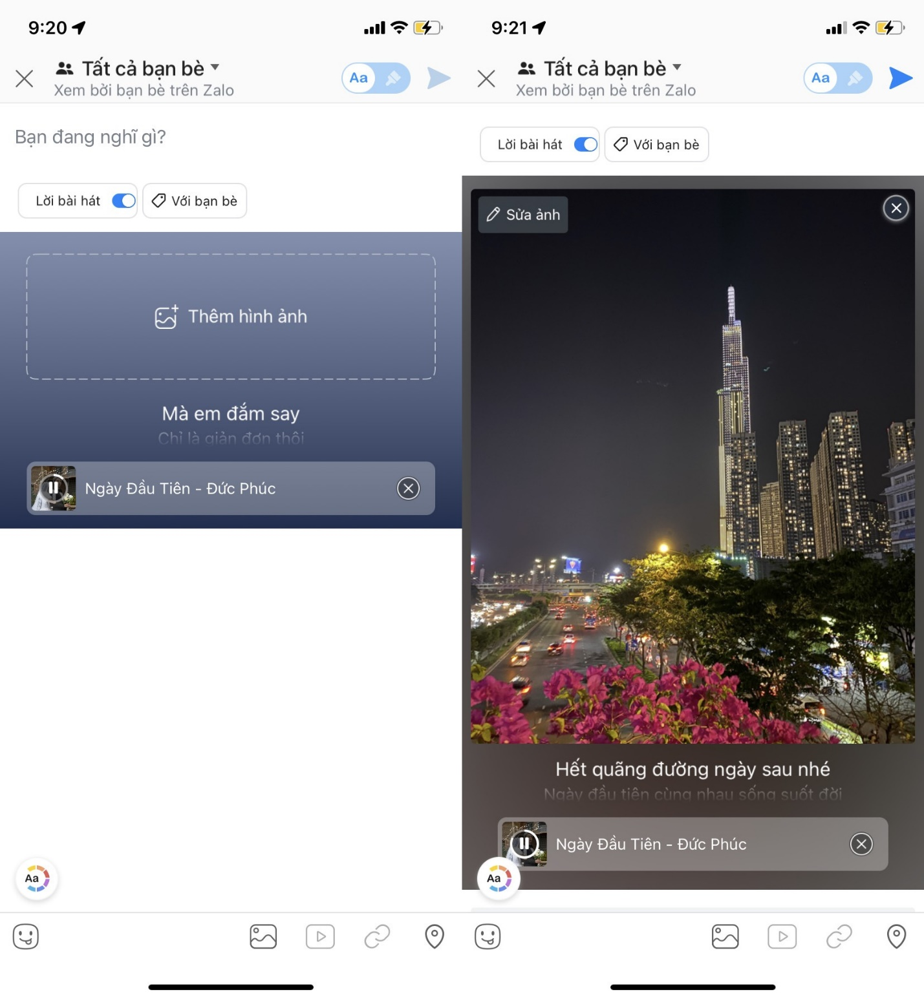 9:20
Tất cả bạn bè
Xem bởi bạn bè trên Zalo
Aa
Bạn đang nghĩ gì?
Lời bài hát
Với bạn bè
Thêm hình ảnh
Mà em đắm say
Chỉ là giản đơn thôi
Ngày Đầu Tiên - Đức Phúc
Aa
9:21
Tất cả bạn bè
Xem bởi bạn bè trên Zalo
Aa
Lời bài hát
Với bạn bè
Sửa ảnh
Hết quãng đường ngày sau nhé
Ngày đầu tiên cùng nhau sống suốt đời
Ngày Đầu Tiên - Đức Phúc
Aa